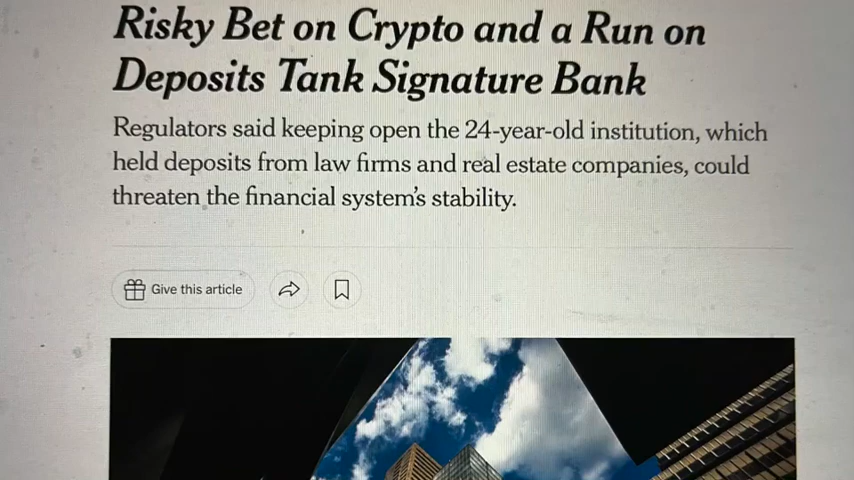 Risky Bet on Crypto and a Run on
Deposits Tank Signature Bank
Regulators said keeping open the 24-year-old institution, which
held deposits from law firms and real estate companies, could
threaten the financial system’s stability.
Give this article